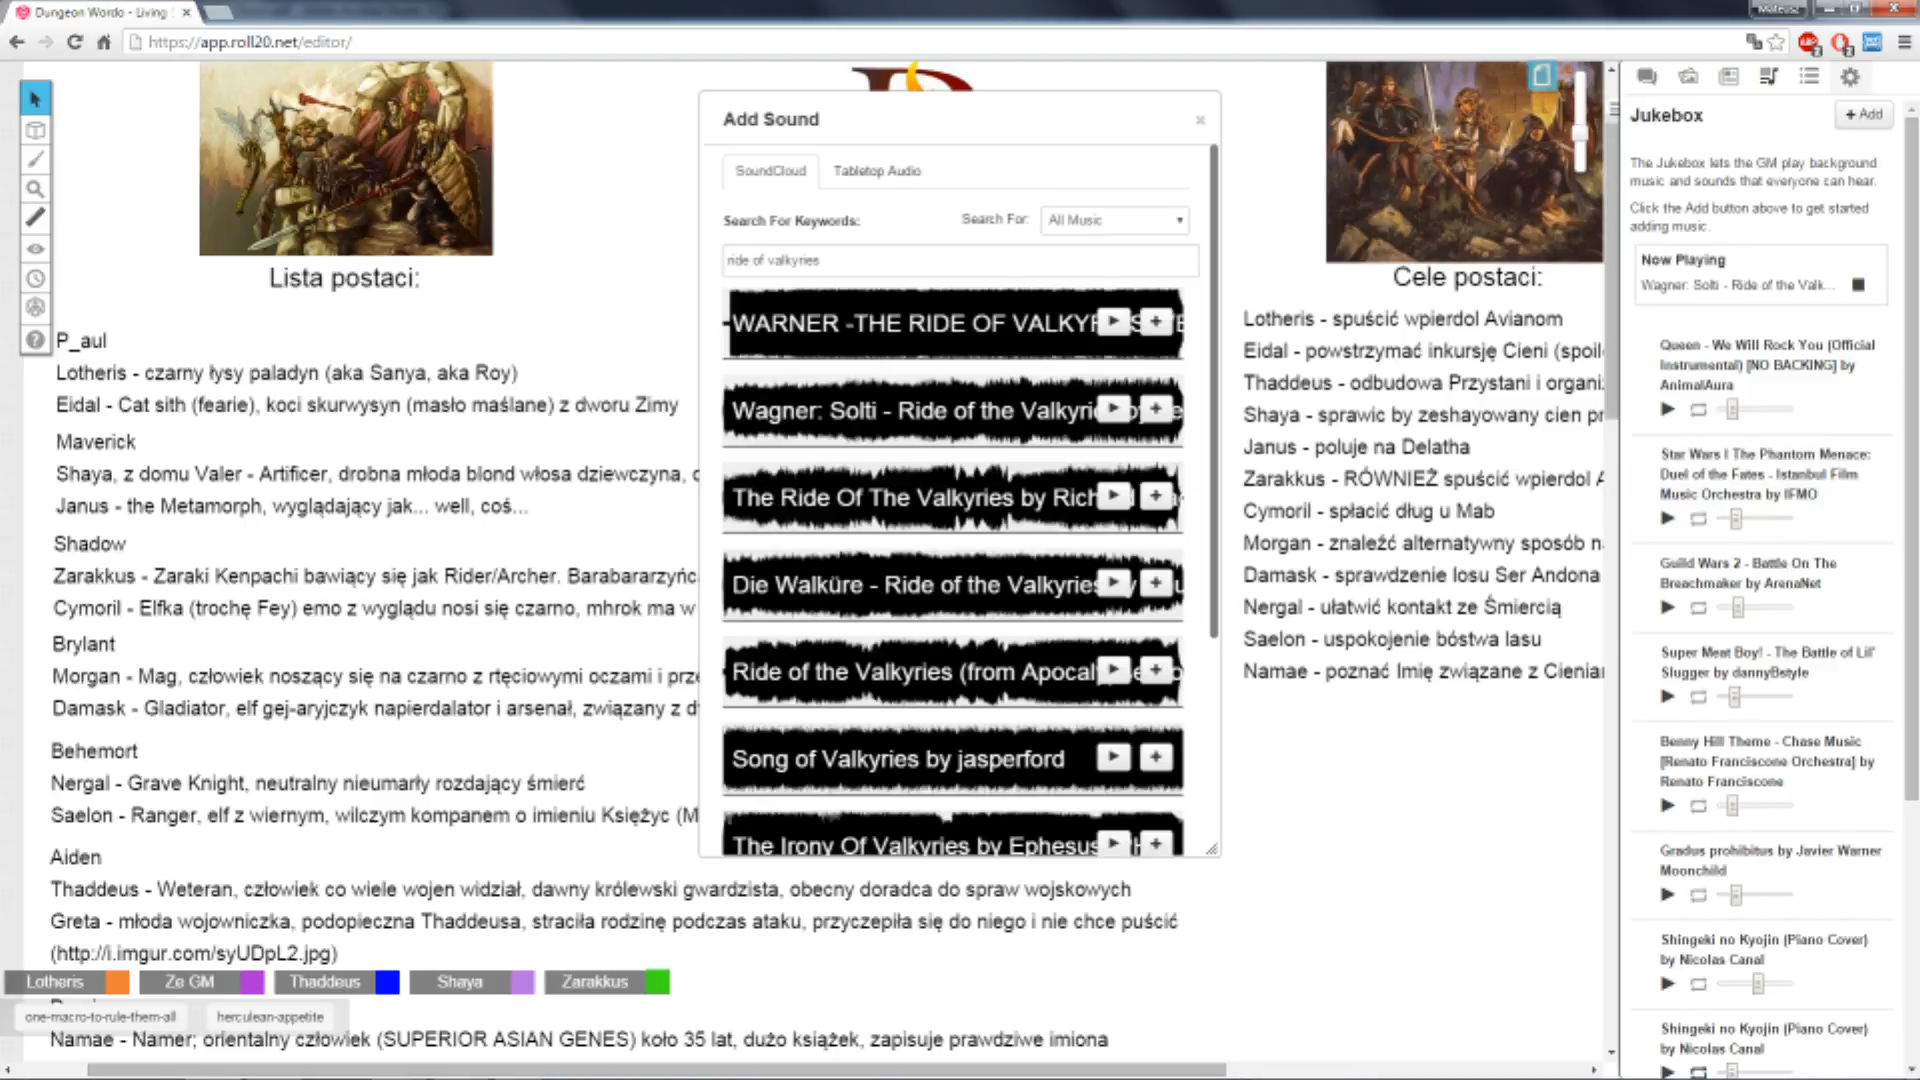 Dungeon Wordo - Living
Mateusz
https://app.roll20.net/editor/
Lista postaci:
P_aul
Lotheris - czarny łysy paladyn (aka Sanya, aka Roy)
Eidal - Cat sith (fearie), koci skurwysyn (masło maślane) z dworu Zimy
Maverick
Shaya, z domu Valer - Artificer, drobna młoda blond włosa dziewczyna,
Janus - the Metamorph, wyglądający jak... well, coś...
Shadow
Zarakkus - Zaraki Kenpachi bawiący się jak Rider/Archer. Barabararzyńc
Cymoril - Elfka (trochę Fey) emo z wyglądu nosi się czarno, mhrok ma w
Brylant
Morgan - Mag, człowiek noszący się na czarno z rtęciowymi oczami i prze
Damask - Gladiator, elf gej-aryjczyk napierdalator i arsenał, związany z d
Behemort
Nergal - Grave Knight, neutralny nieumarły rozdający śmierć
Saelon - Ranger, elf z wiernym, wilczym kompanem o imieniu Księżyc (M
Aiden
Thaddeus - Weteran, człowiek co wiele wojen widział, dawny królewski gwardzista, obecny doradca do spraw wojskowych
Greta - młoda wojowniczka, podopieczna Thaddeusa, straciła rodzinę podczas ataku, przyczepiła się do niego i nie chce puścić
(http://i.imgur.com/syUDpL2.jpg)
Lotheris Ze GM Thaddeus Shaya Zarakkus
one-macro-to-rule-them-all herculean-appetite
Namae - Namer; orientalny człowiek (SUPERIOR ASIAN GENES) koło 35 lat, dużo książek, zapisuje prawdziwe imiona
Add Sound
×
SoundCloud Tabletop Audio
Search For Keywords: Search For: All Music
ride of valkyries
WARNER -THE RIDE OF VALKYR
Wagner: Solti - Ride of the Valkyri
The Ride Of The Valkyries by Rich
Die Walküre - Ride of the Valkyries
Ride of the Valkyries (from Apocal
Song of Valkyries by jasperford
The Irony Of Valkyries by Ephesus
Cele postaci:
Lotheris - spuścić wpierdol Avianom
Eidal - powstrzymać inkursję Cieni (spoil
Thaddeus - odbudowa Przystani i organi
Shaya - sprawic by zeshayowany cien pr
Janus - poluje na Delatha
Zarakkus - RÓWNIEŻ spuścić wpierdol A
Cymoril - spłacić dług u Mab
Morgan - znaleźć alternatywny sposób n
Damask - sprawdzenie losu Ser Andona
Nergal - ułatwić kontakt ze Śmiercią
Saelon - uspokojenie bóstwa lasu
Namae - poznać Imię związane z Cieniam
Jukebox
+ Add
The Jukebox lets the GM play background
music and sounds that everyone can hear.
Click the Add button above to get started
adding music.
Now Playing
Wagner: Solti - Ride of the Valk...
Queen - We Will Rock You (Official
Instrumental) [NO BACKING] by
AnimalAura
Star Wars I The Phantom Menace:
Duel of the Fates - Istanbul Film
Music Orchestra by IFMO
Guild Wars 2 - Battle On The
Breachmaker by ArenaNet
Super Meat Boy! - The Battle of Lil'
Slugger by dannyBstyle
Benny Hill Theme - Chase Music
[Renato Franciscone Orchestra] by
Renato Franciscone
Gradus prohibitus by Javier Warner
Moonchild
Shingeki no Kyojin (Piano Cover)
by Nicolas Canal
Shingeki no Kyojin (Piano Cover)
by Nicolas Canal